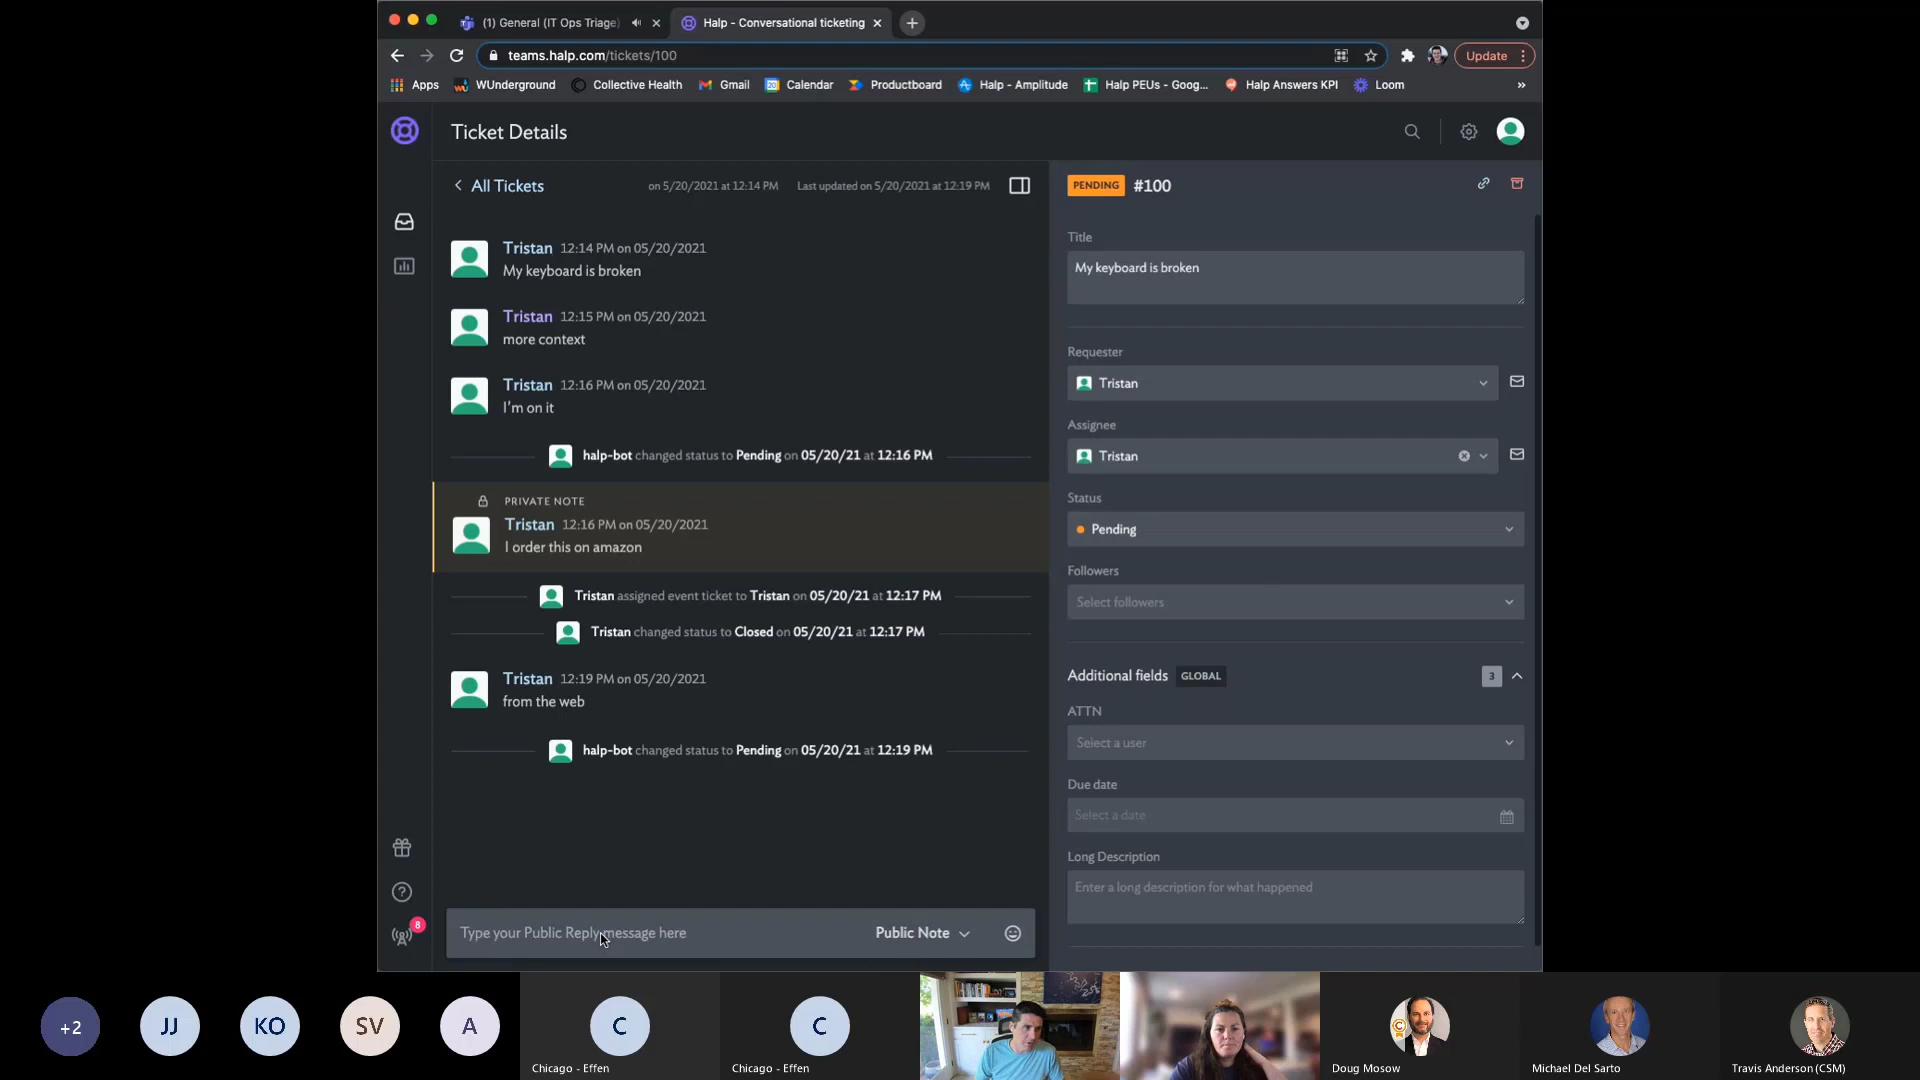 (1) General (IT Ops Triage)
Halp - Conversational ticketing
teams.halp.com/tickets/100
Update
Apps
WUnderground
Collective Health
Gmail
Calendar
Productboard
Halp - Amplitude
Halp PEUs - Goog...
Halp Answers KPI
Loom
»
Ticket Details
All Tickets
on 5/20/2021 at 12:14 PM
Last updated on 5/20/2021 at 12:19 PM
Tristan 12:14 PM on 05/20/2021
My keyboard is broken
Tristan 12:15 PM on 05/20/2021
more context
Tristan 12:16 PM on 05/20/2021
I'm on it
halp-bot changed status to Pending on 05/20/21 at 12:16 PM
PRIVATE NOTE
Tristan 12:16 PM on 05/20/2021
I order this on amazon
Tristan assigned event ticket to Tristan on 05/20/21 at 12:17 PM
Tristan changed status to Closed on 05/20/21 at 12:17 PM
Tristan 12:19 PM on 05/20/2021
from the web
halp-bot changed status to Pending on 05/20/21 at 12:19 PM
8
Type your Public Reply message here
Public Note
PENDING #100
Title
My keyboard is broken
Requester
Tristan
Assignee
Tristan
Status
Pending
Followers
Select followers
Additional fields GLOBAL 3
ATTN
Select a user
Due date
Select a date
Long Description
Enter a long description for what happened
+2
JJ
KO
SV
A
C
Chicago - Effen
C
Chicago - Effen
Doug Mosow
Michael Del Sarto
Travis Anderson (CSM)